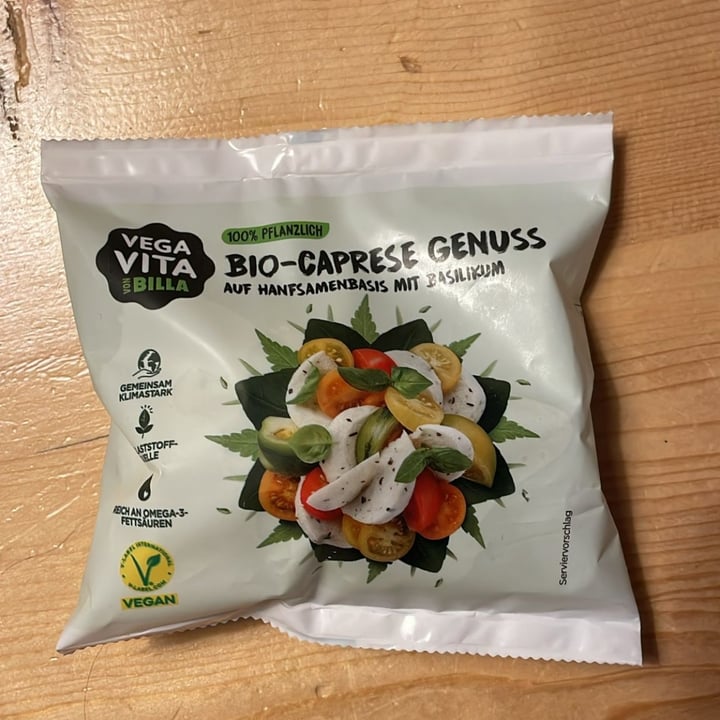 VEGA
VITA
VON BILLA
100% PFLANZLICH
BIO-CAPRESE GENUSS
AUF HANFSAMENBASIS MIT BASILIKUM
GEMEINSAM
KLIMASTARK
REICH AN OMEGA-3-
FETTSÄUREN
VEGAN
Serviervorschlag